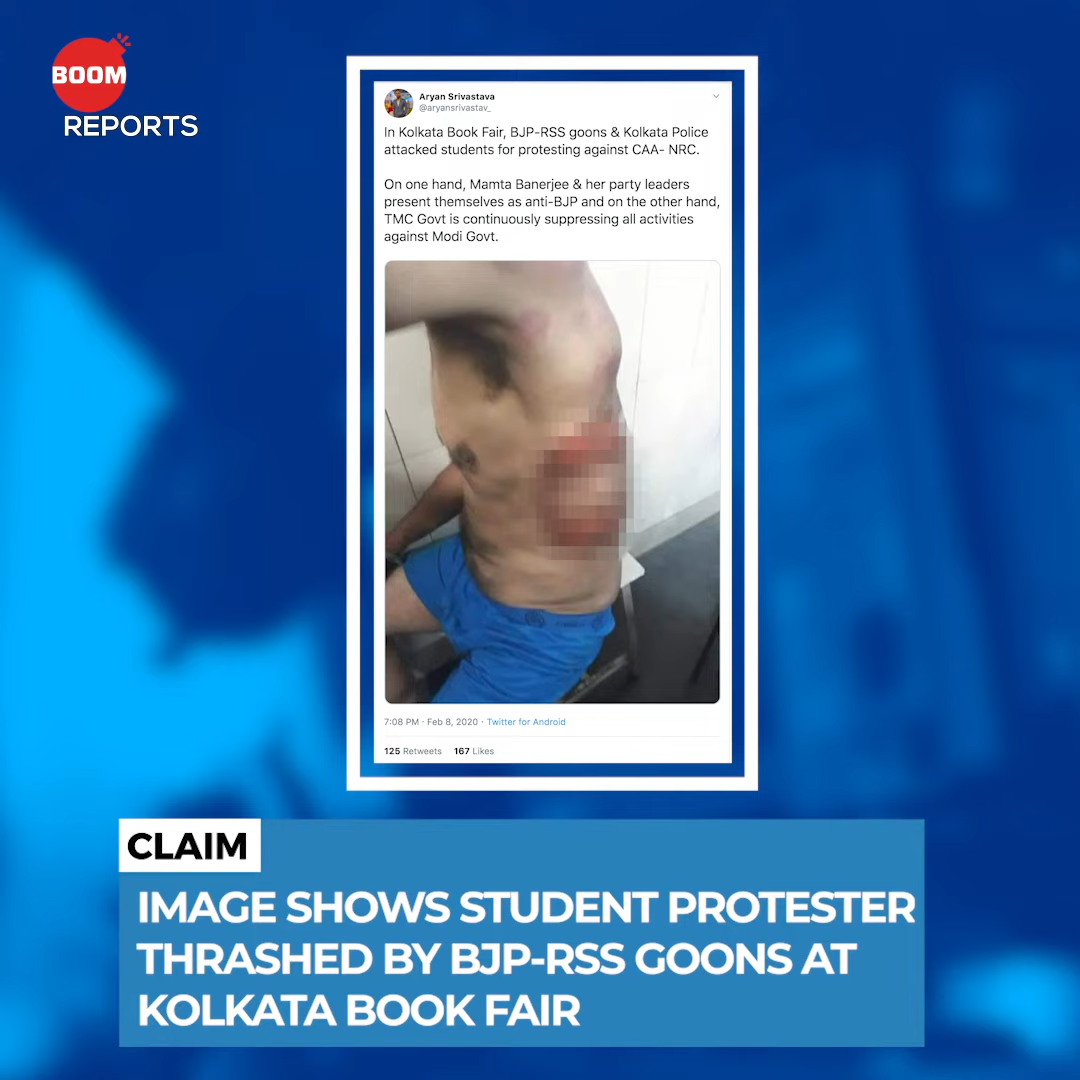 BOOM
REPORTS
Aryan Srivastava
@aryansrivastav_
In Kolkata Book Fair, BJP-RSS goons & Kolkata Police
attacked students for protesting against CAA- NRC.
On one hand, Mamta Banerjee & her party leaders
present themselves as anti-BJP and on the other hand,
TMC Govt is continuously suppressing all activities
against Modi Govt.
7:08 PM · Feb 8, 2020 · Twitter for Android
125 Retweets 167 Likes
CLAIM
IMAGE SHOWS STUDENT PROTESTER
THRASHED BY BJP-RSS GOONS AT
KOLKATA BOOK FAIR